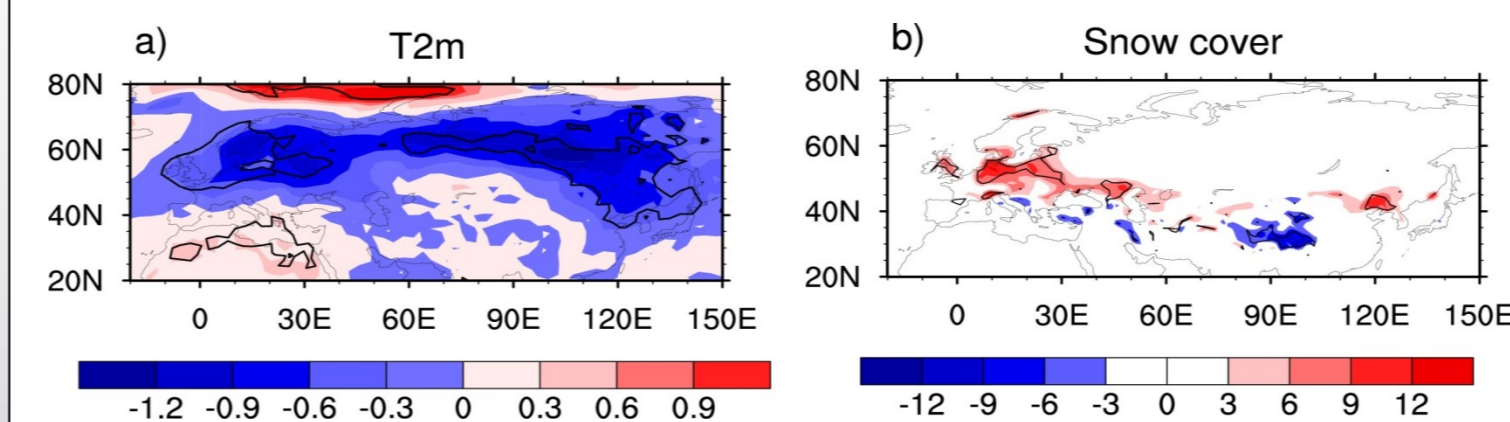 a) T2m
80N
60N
40N
20N
0 30E 60E 90E 120E 150E
-1.2 -0.9 -0.6 -0.3 0 0.3 0.6 0.9
b) Snow cover
80N
60N
40N
20N
0 30E 60E 90E 120E 150E
-12 -9 -6 -3 0 3 6 9 12